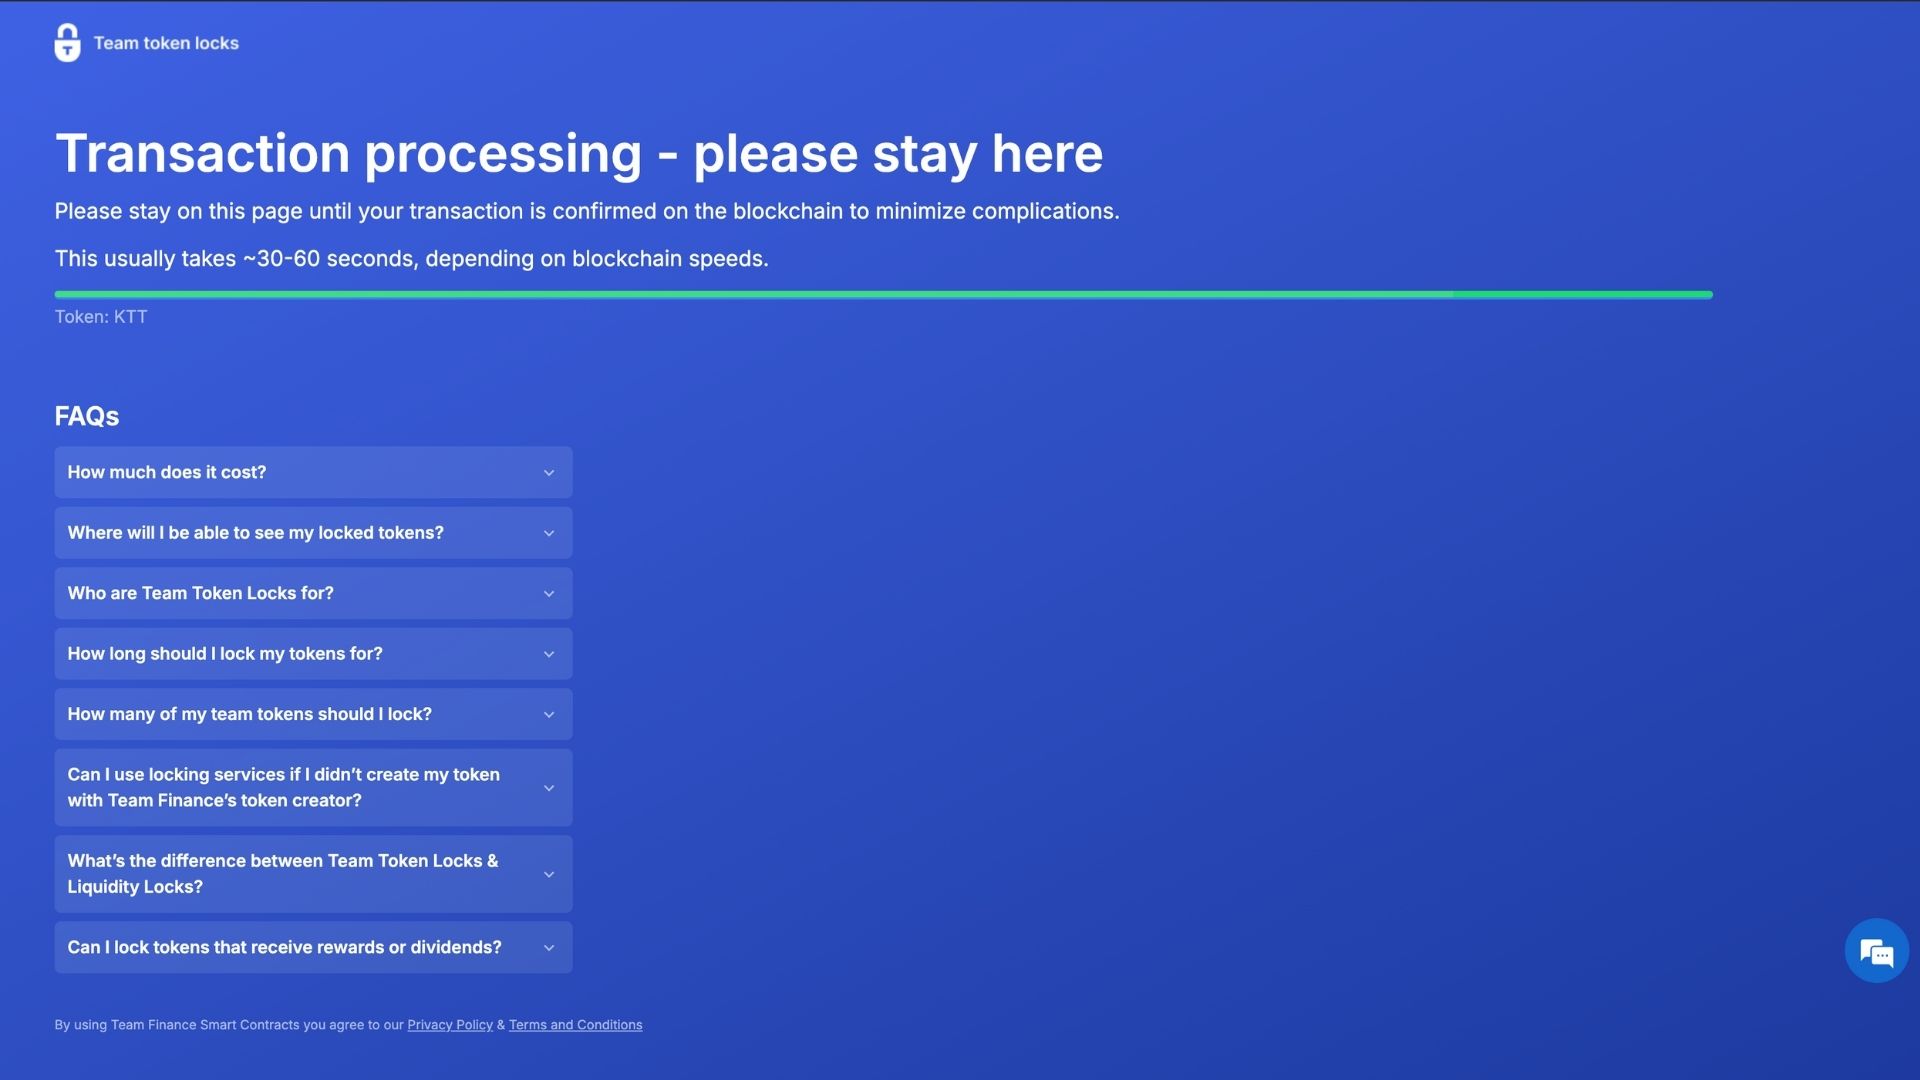 Team token locks
Transaction processing - please stay here
Please stay on this page until your transaction is confirmed on the blockchain to minimize complications.
This usually takes ~30-60 seconds, depending on blockchain speeds.
Token: KTT
FAQs
How much does it cost?
Where will I be able to see my locked tokens?
Who are Team Token Locks for?
How long should I lock my tokens for?
How many of my team tokens should I lock?
Can I use locking services if I didn’t create my token
with Team Finance’s token creator?
What’s the difference between Team Token Locks &
Liquidity Locks?
Can I lock tokens that receive rewards or dividends?
By using Team Finance Smart Contracts you agree to our Privacy Policy & Terms and Conditions